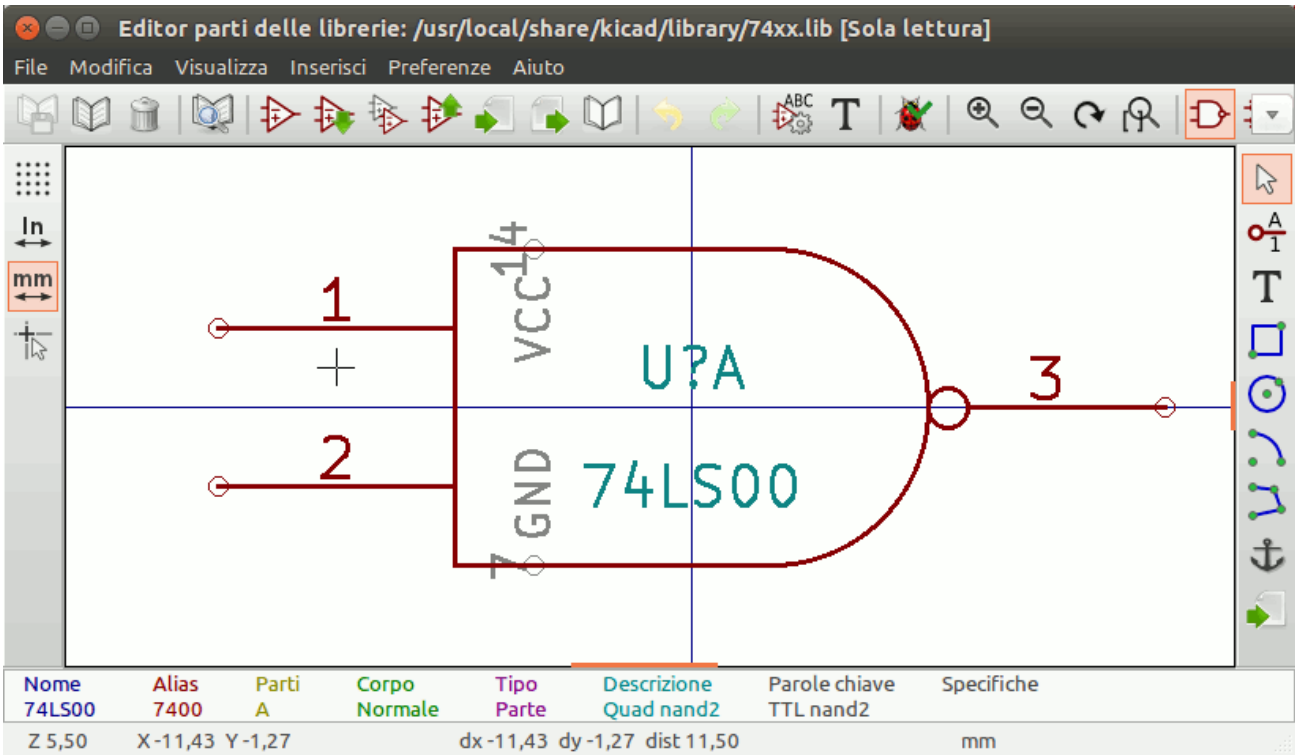 Editor parti delle librerie: /usr/local/share/kicad/library/74xx.lib [Sola lettura]
File Modifica Visualizza Inserisci Preferenze Aiuto
ABC
T
In
mm
A
1
T
14
VCC
1
U?A
3
2
GND
74LS00
7
Nome Alias Parti Corpo Tipo Descrizione Parole chiave Specifiche
74LS00 7400 A Normale Parte Quad nand2 TTL nand2
Z 5,50 X -11,43 Y -1,27 dx -11,43 dy -1,27 dist 11,50 mm